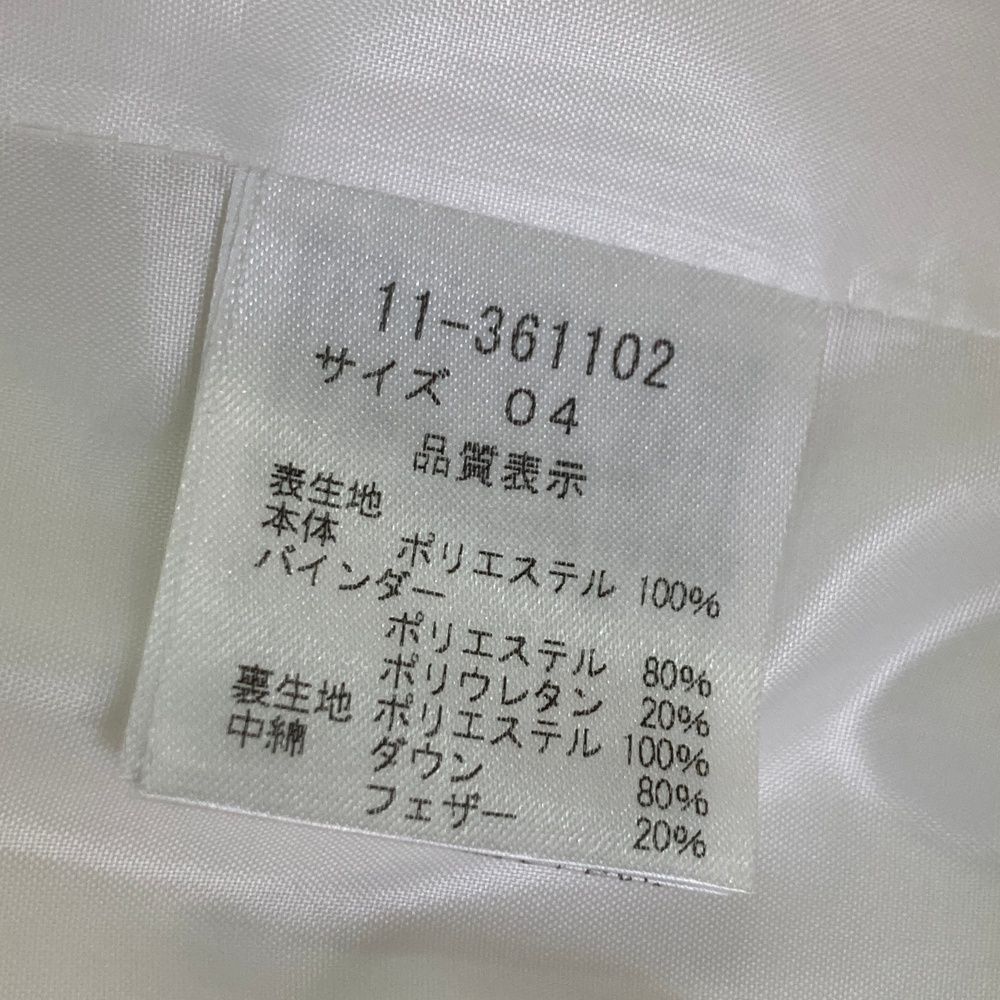 11-361102
サイズ 04
品質表示
表生地
本体 ポリエステル 100%
バインダー
ポリエステル 80%
ポリウレタン 20%
裏生地 ポリエステル 100%
中綿 ダウン 80%
フェザー 20%